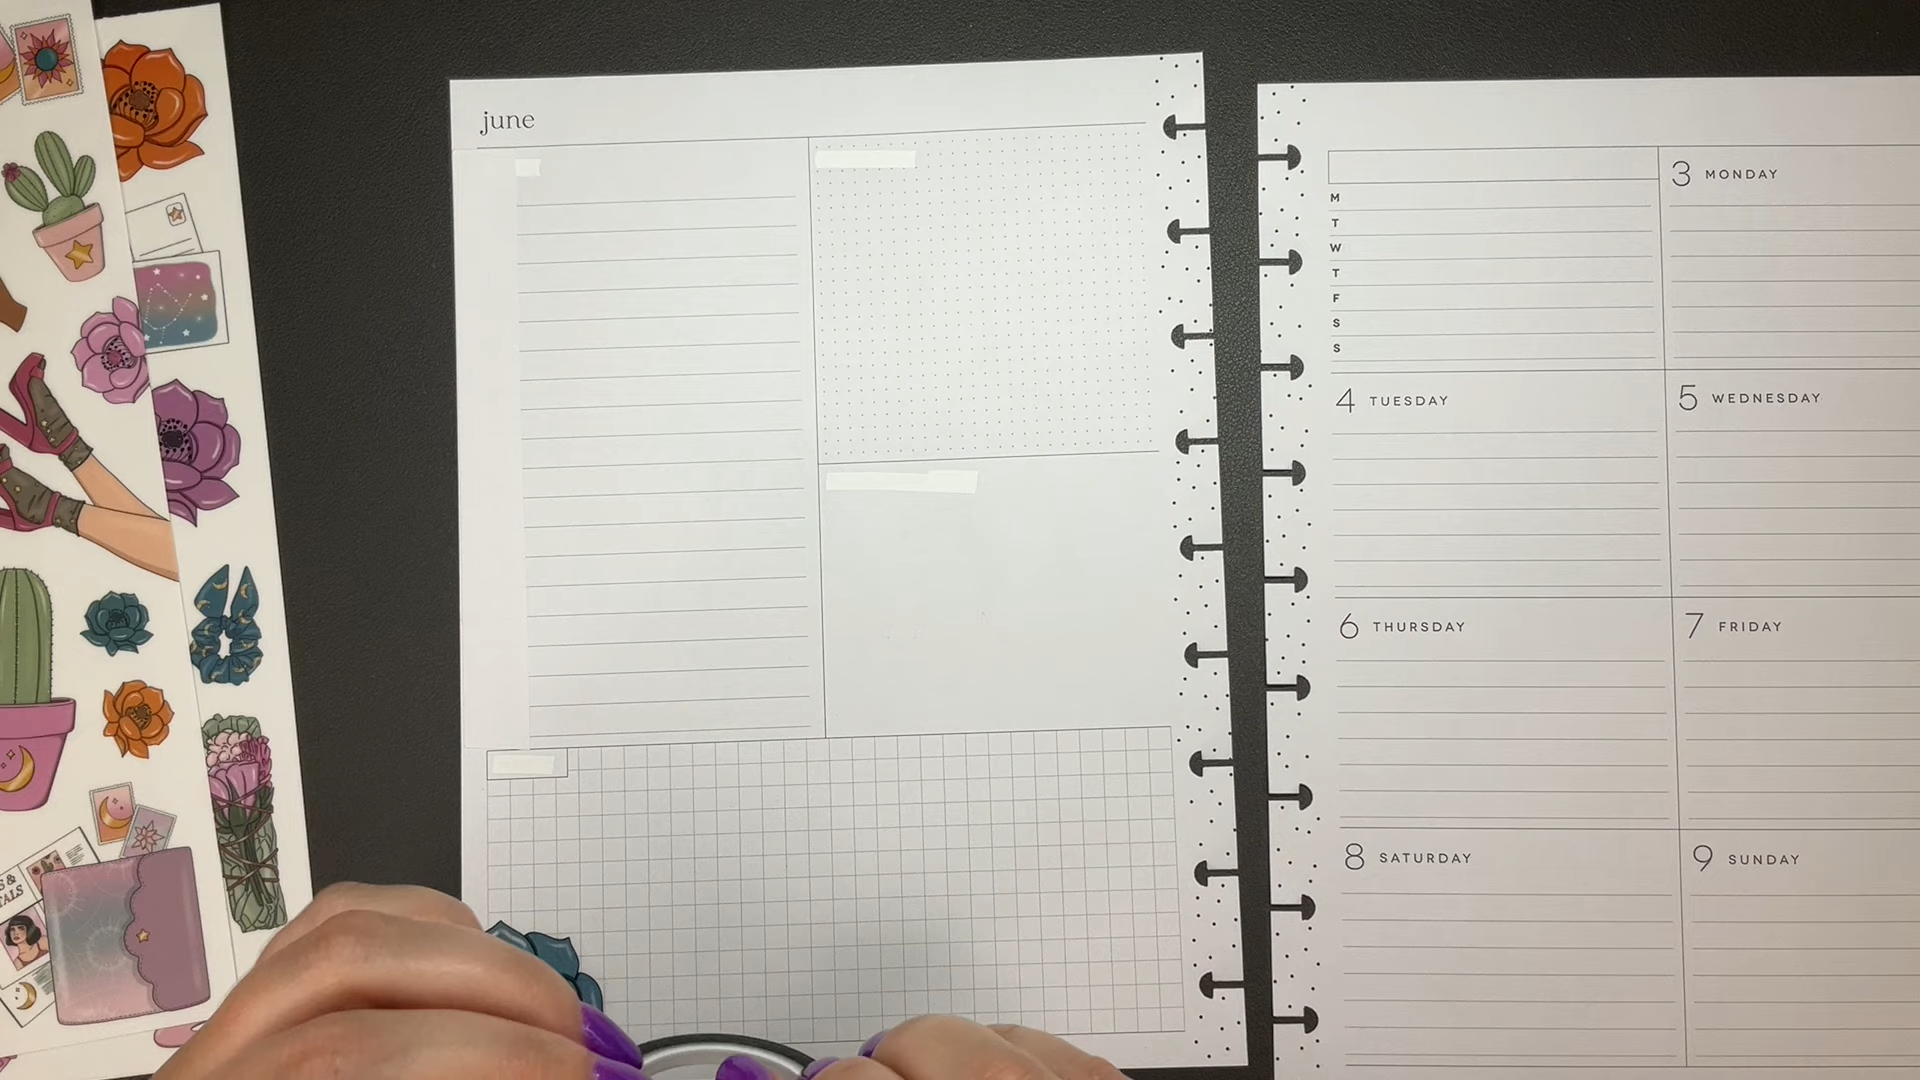 june
3 MONDAY
M
T
W
T
F
S
S
4 TUESDAY
5 WEDNESDAY
6 THURSDAY
7 FRIDAY
8 SATURDAY
9 SUNDAY